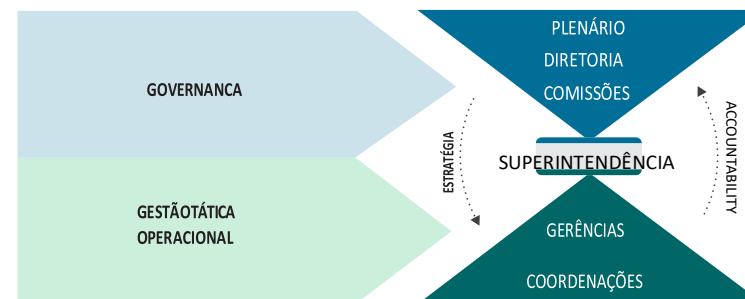 GOVERNANCA
GESTÃOTÁTICA
OPERACIONAL
PLENÁRIO
DIRETORIA
COMISSÕES
ESTRATÉGIA
SUPERINTENDÊNCIA
ACCOUNTABILITY
GERÊNCIAS
COORDENAÇÕES